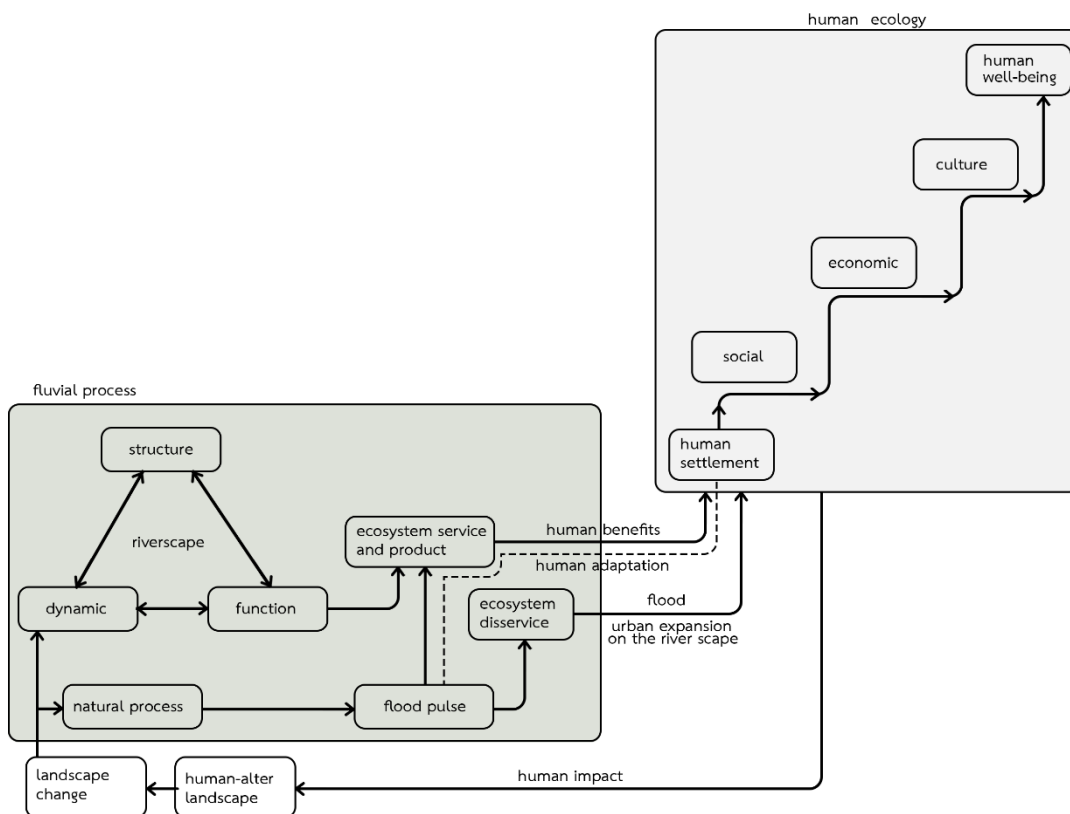 human ecology
human
well-being
culture
economic
social
human
settlement
fluvial process
structure
riverscape
dynamic
function
ecosystem service
and product
human benefits
human adaptation
ecosystem
disservice
flood
urban expansion
on the river scape
natural process
flood pulse
landscape
change
human-alter
landscape
human impact